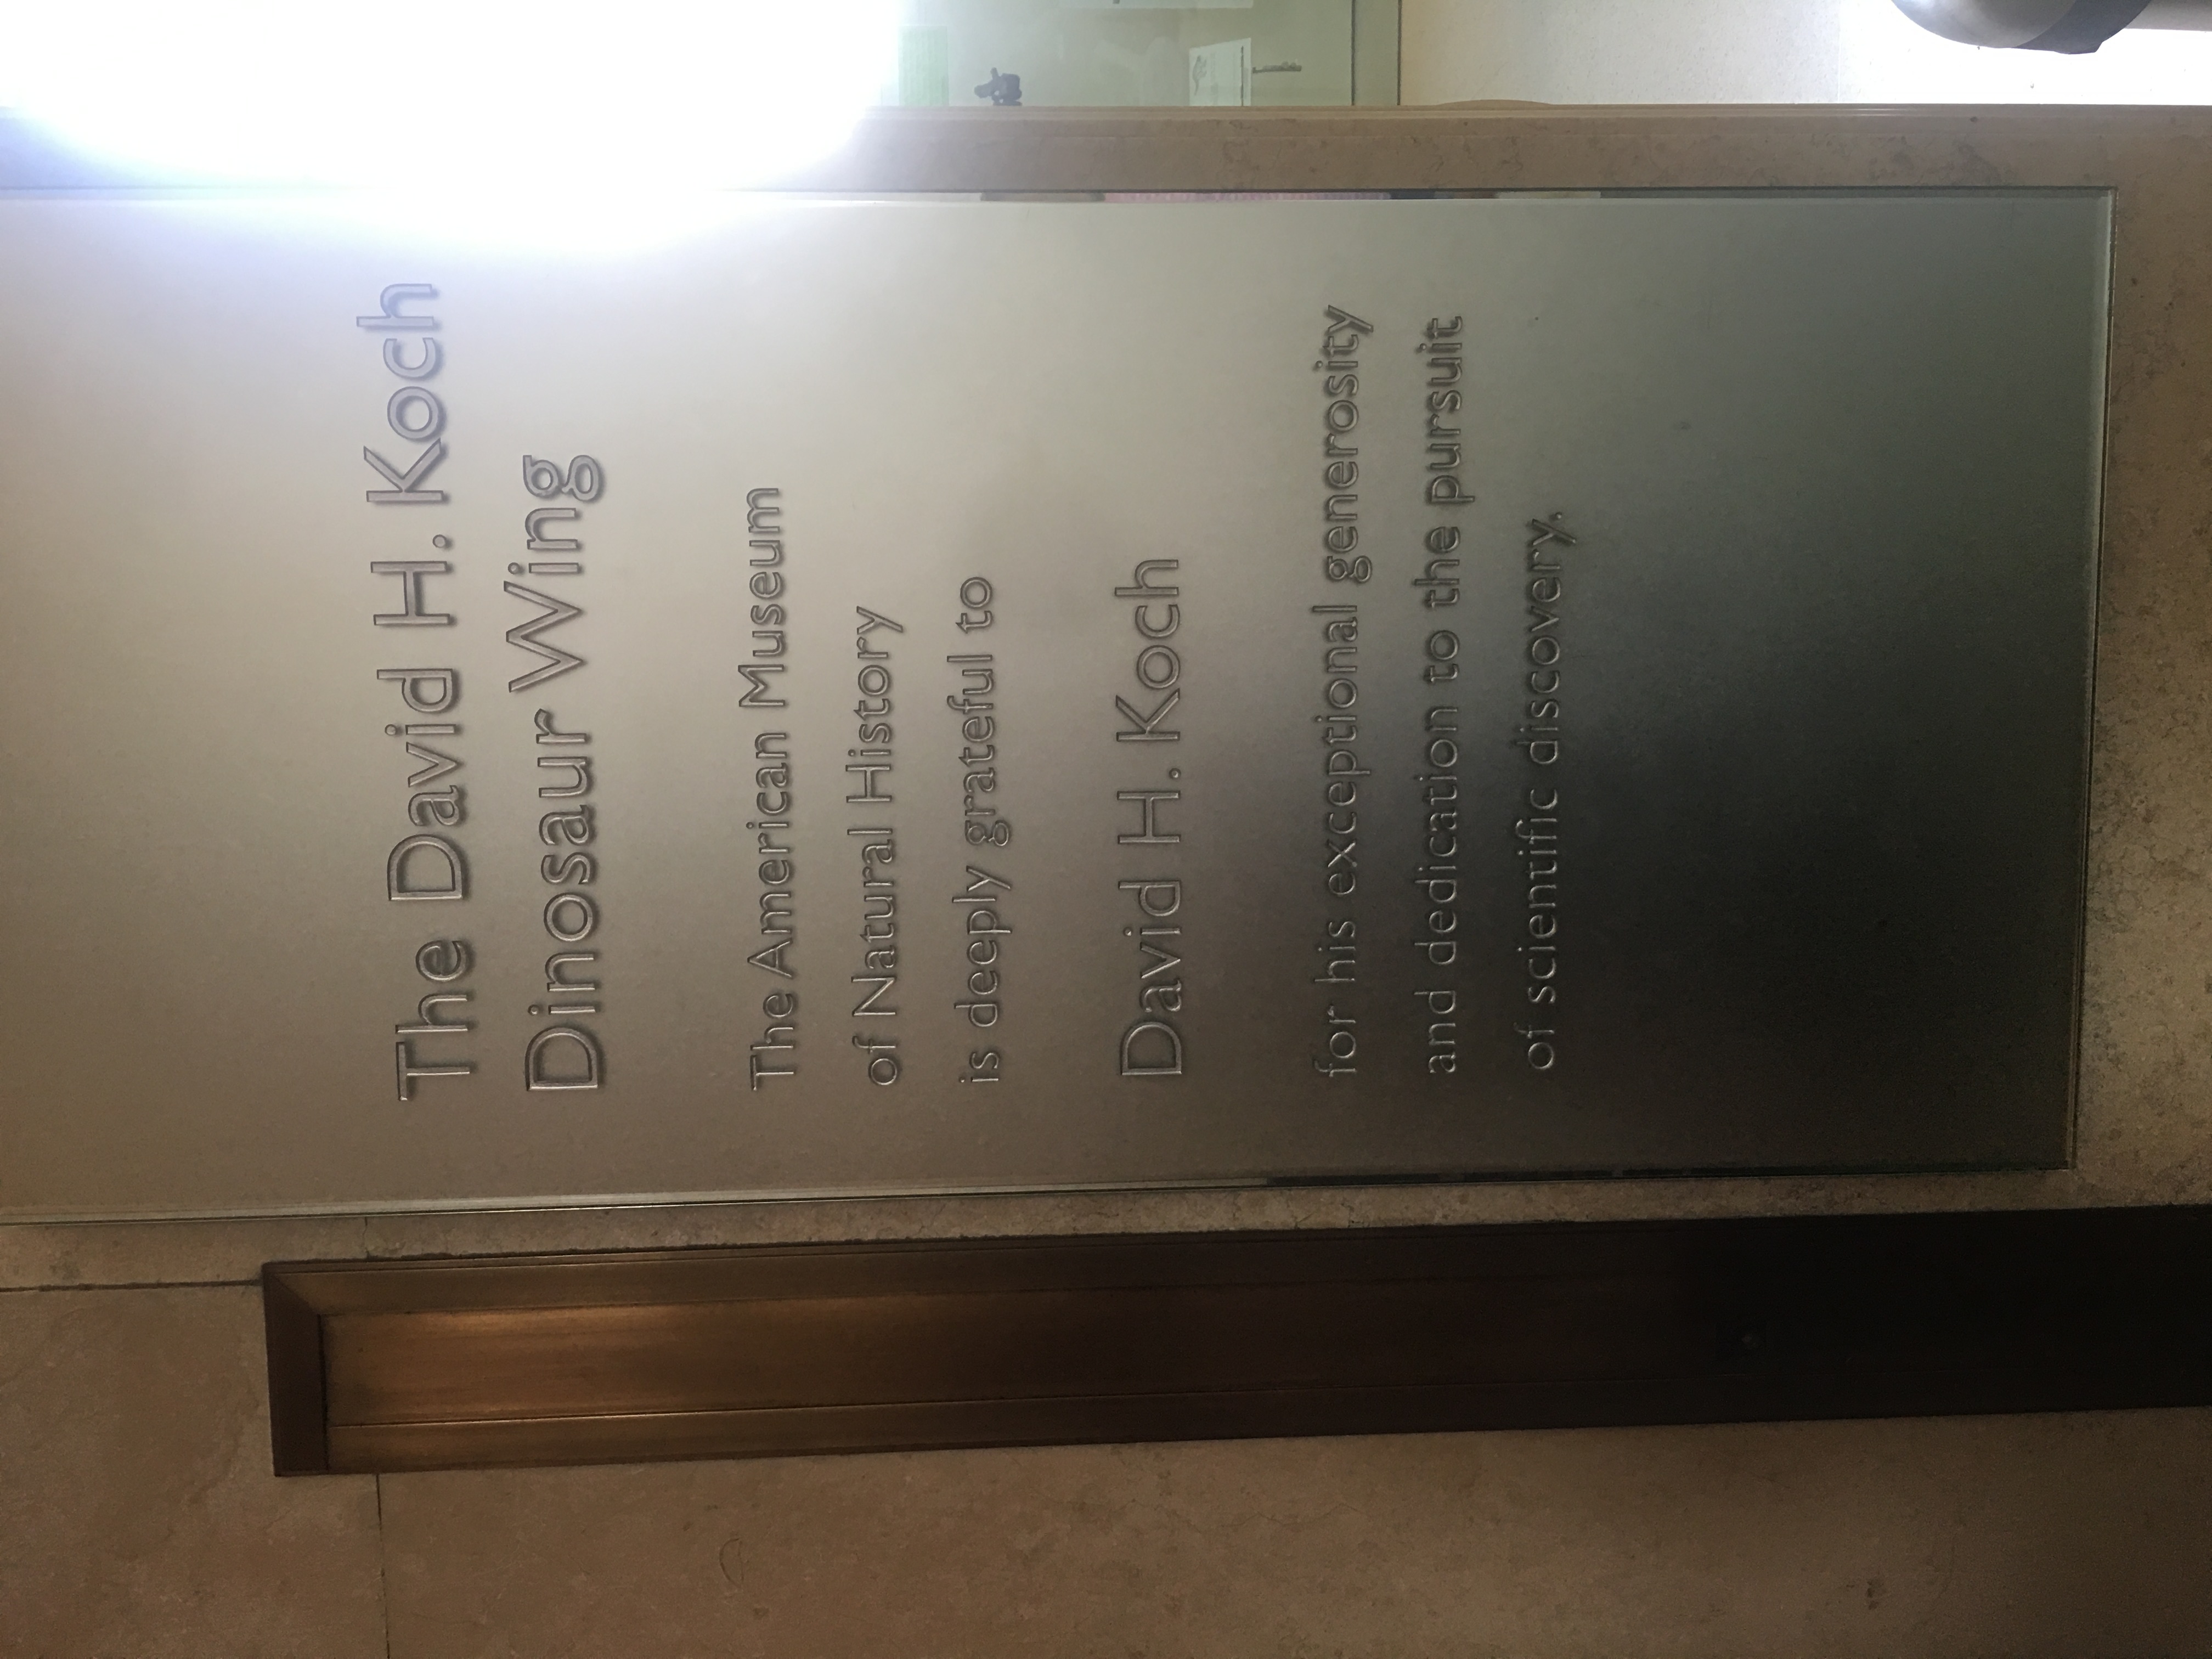 The David H. Koch
Dinosaur Wing
The American Museum
of Natural History
is deeply grateful to
David H. Koch
for his exceptional generosity
and dedication to the pursuit
of scientific discovery.